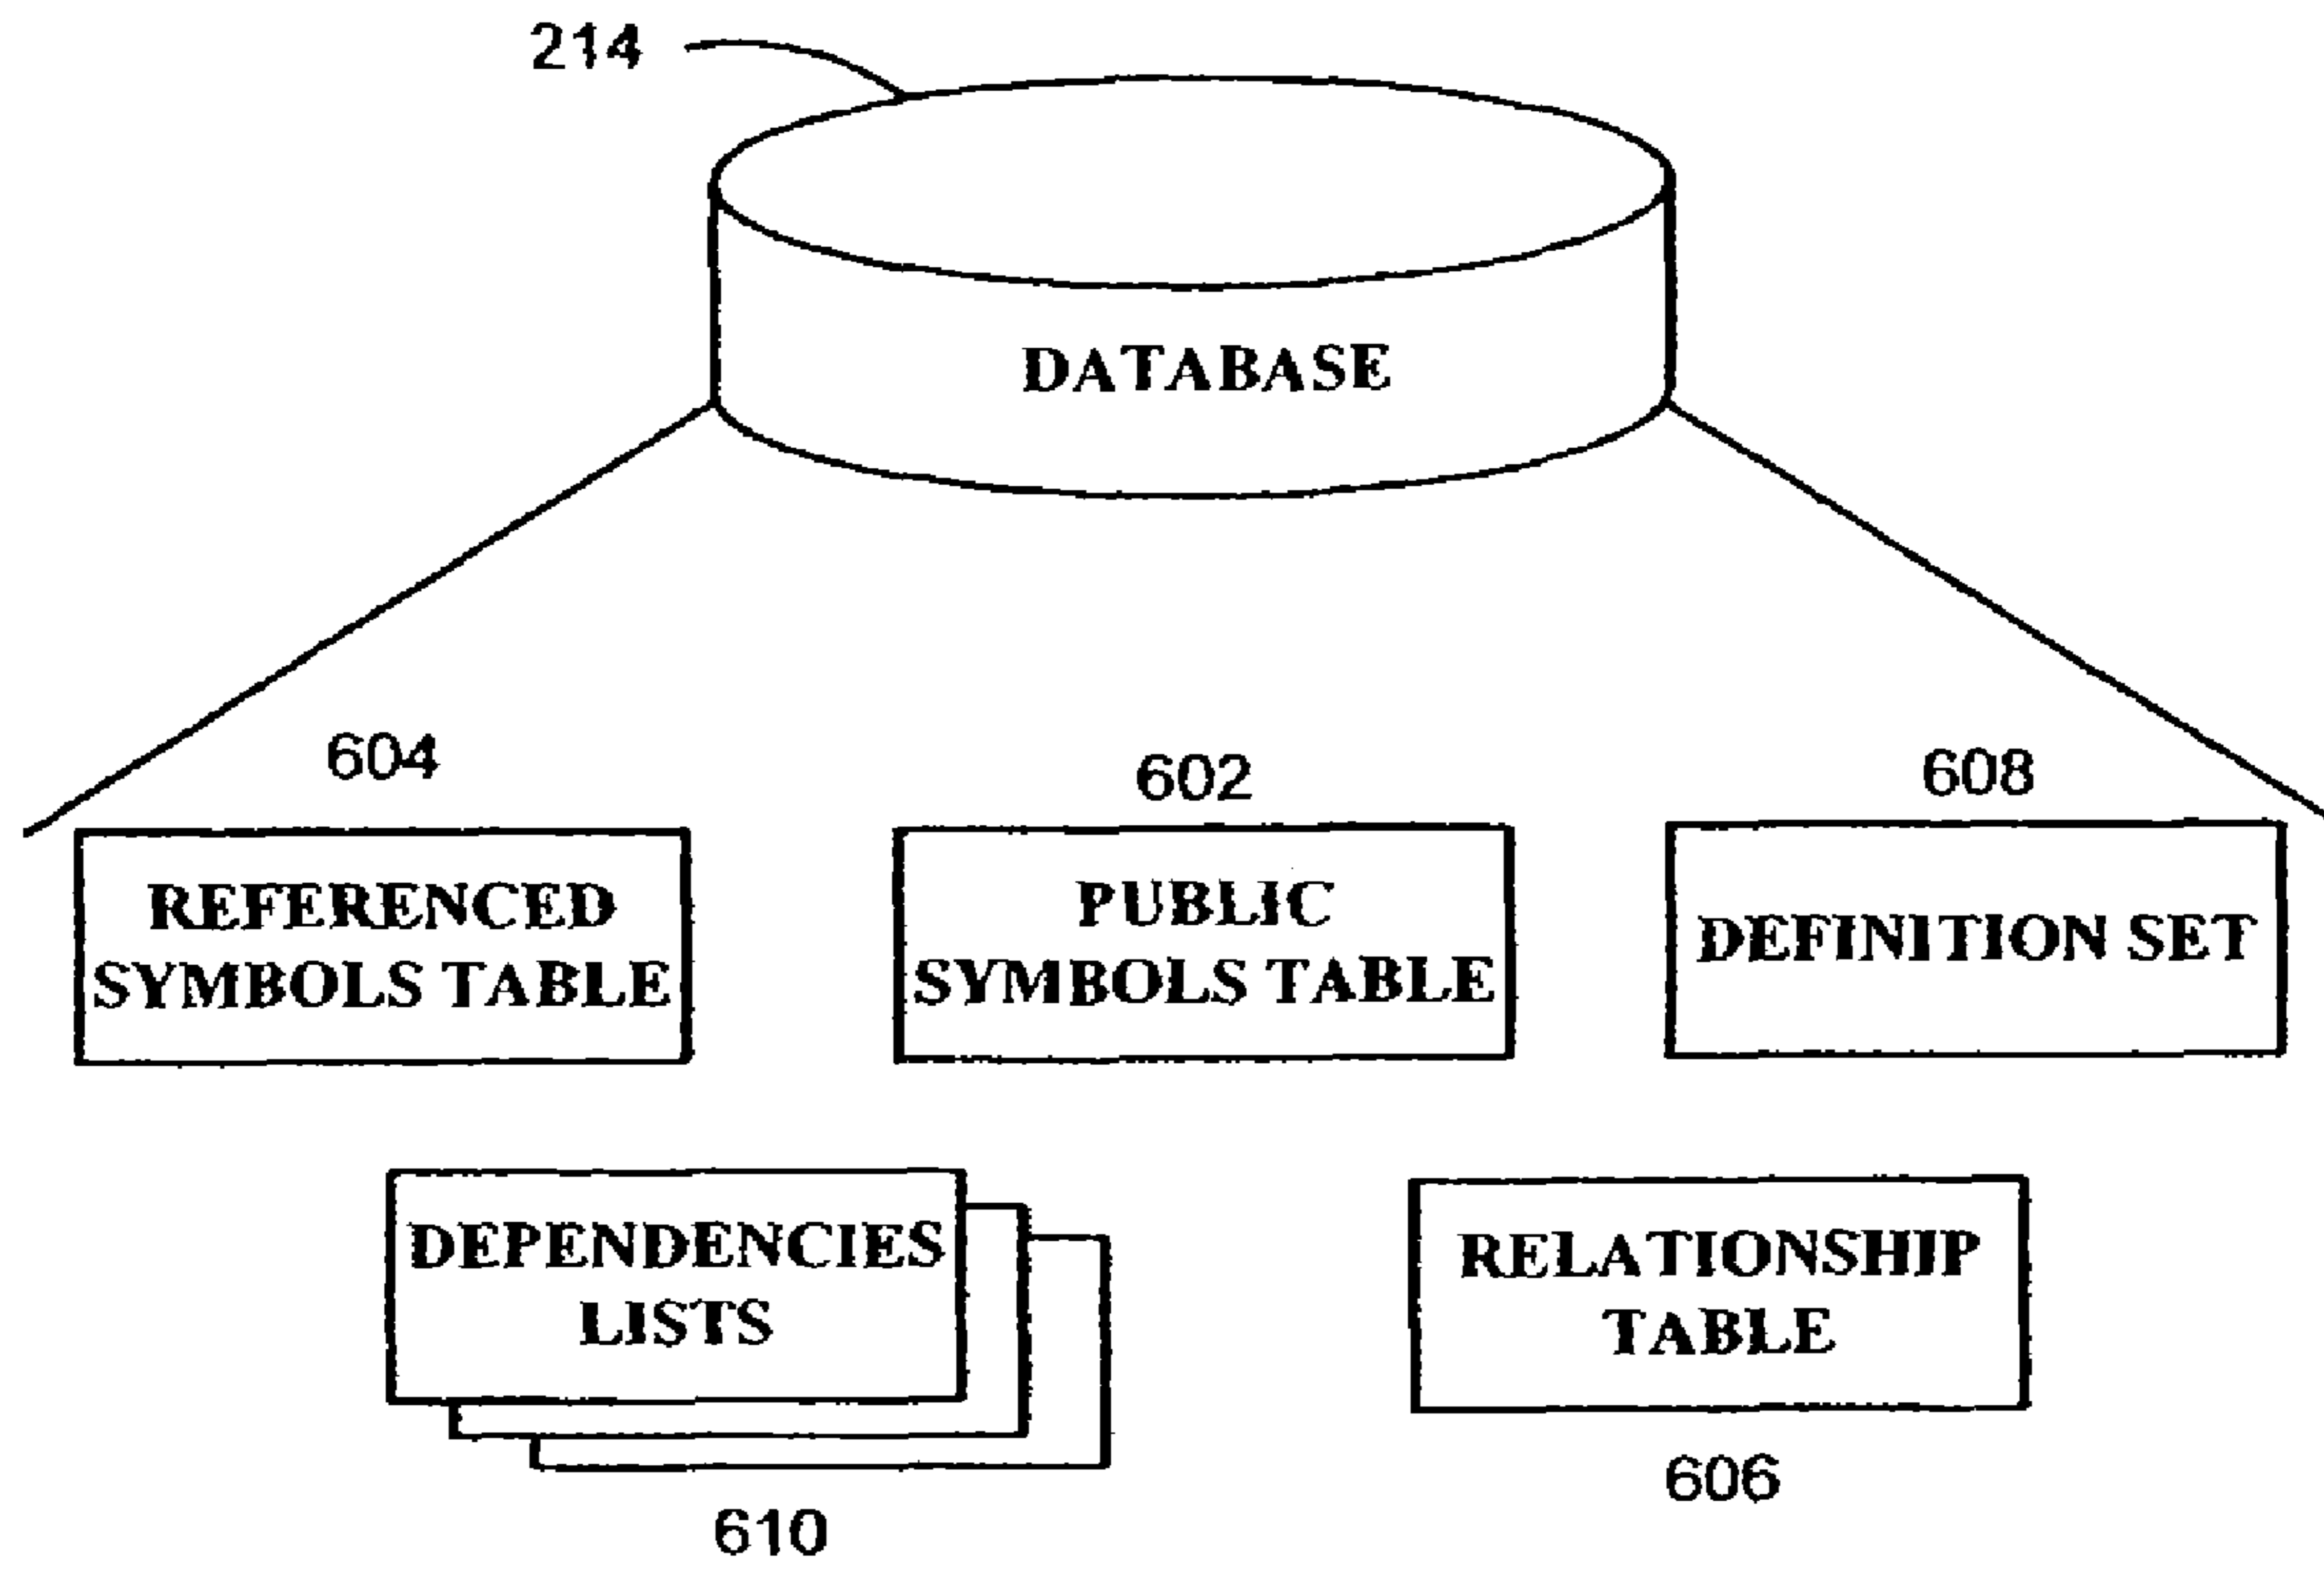 214
DATABASE
604
602
608
REFERENCED
SYMBOLS TABLE
PUBLIC
SYMBOLS TABLE
DEFINITION SET
DEPENDENCIES
LISTS
RELATIONSHIP
TABLE
610
606